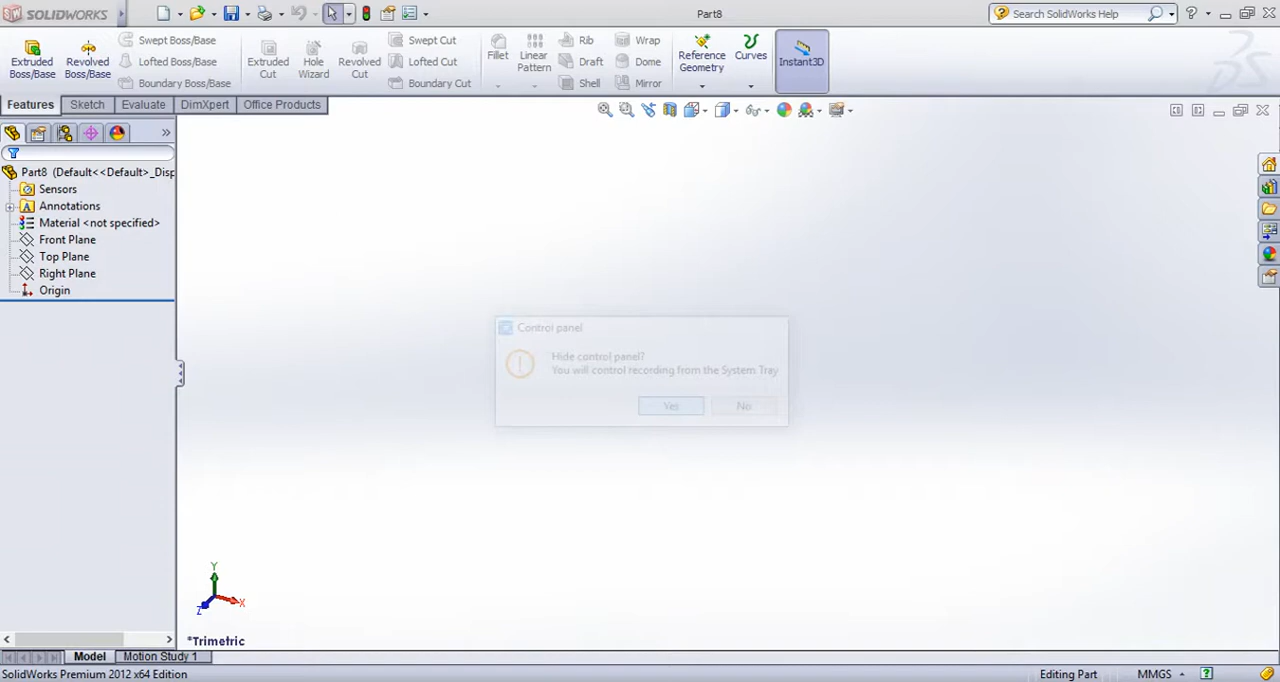 SOLIDWORKS
Part8
Search SolidWorks Help
Extruded Boss/Base
Revolved Boss/Base
Swept Boss/Base
Lofted Boss/Base
Boundary Boss/Base
Extruded Cut
Hole Wizard
Revolved Cut
Swept Cut
Lofted Cut
Boundary Cut
Fillet
Linear Pattern
Rib
Draft
Shell
Wrap
Dome
Mirror
Reference Geometry
Curves
Instant3D
Features
Sketch
Evaluate
DimXpert
Office Products
Part8 (Default<<Default>_Disp
Sensors
Annotations
Material <not specified>
Front Plane
Top Plane
Right Plane
Origin
Control panel
Hide control panel?
You will control recording from the System Tray
Yes
No
Y
X
Z
*Trimetric
Model
Motion Study 1
SolidWorks Premium 2012 x64 Edition
Editing Part
MMGS